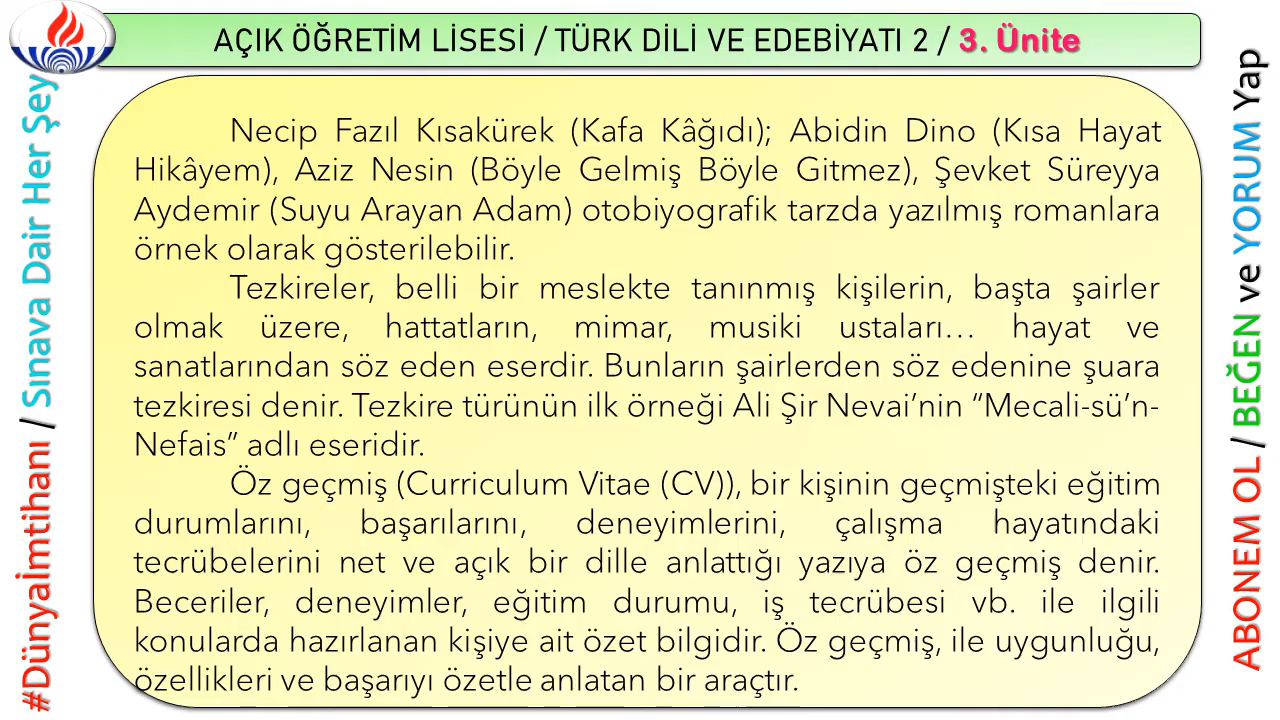 AÇIK ÖĞRETİM LİSESİ / TÜRK DİLİ VE EDEBİYATI 2 / 3. Ünite
#Dünyaİmtihanı / Sınava Dair Her Şey
Necip Fazıl Kısakürek (Kafa Kâğıdı); Abidin Dino (Kısa Hayat
Hikâyem), Aziz Nesin (Böyle Gelmiş Böyle Gitmez), Şevket Süreyya
Aydemir (Suyu Arayan Adam) otobiyografik tarzda yazılmış romanlara
örnek olarak gösterilebilir.
Tezkireler, belli bir meslekte tanınmış kişilerin, başta şairler
olmak üzere, hattatların, mimar, musiki ustaları… hayat ve
sanatlarından söz eden eserdir. Bunların şairlerden söz edenine şuara
tezkiresi denir. Tezkire türünün ilk örneği Ali Şir Nevai’nin “Mecali-sü’n-
Nefais” adlı eseridir.
Öz geçmiş (Curriculum Vitae (CV)), bir kişinin geçmişteki eğitim
durumlarını, başarılarını, deneyimlerini, çalışma hayatındaki
tecrübelerini net ve açık bir dille anlattığı yazıya öz geçmiş denir.
Beceriler, deneyimler, eğitim durumu, iş tecrübesi vb. ile ilgili
konularda hazırlanan kişiye ait özet bilgidir. Öz geçmiş, ile uygunluğu,
özellikleri ve başarıyı özetle anlatan bir araçtır.
ABONEM OL / BEĞEN ve YORUM Yap